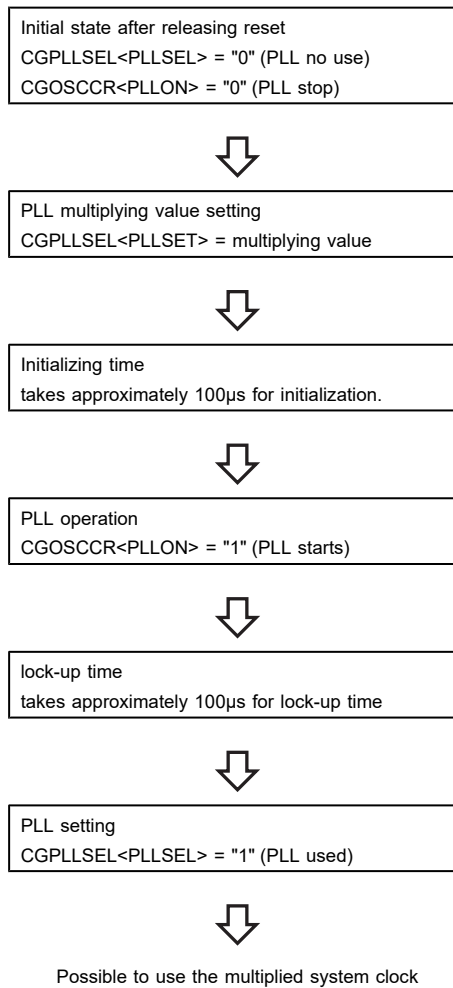 Initial state after releasing reset
CGPLLSEL<PLLSEL> = "0" (PLL no use)
CGOSCCR<PLLON> = "0" (PLL stop)
PLL multiplying value setting
CGPLLSEL<PLLSET> = multiplying value
Initializing time
takes approximately 100μs for initialization.
PLL operation
CGOSCCR<PLLON> = "1" (PLL starts)
lock-up time
takes approximately 100μs for lock-up time
PLL setting
CGPLLSEL<PLLSEL> = "1" (PLL used)
Possible to use the multiplied system clock